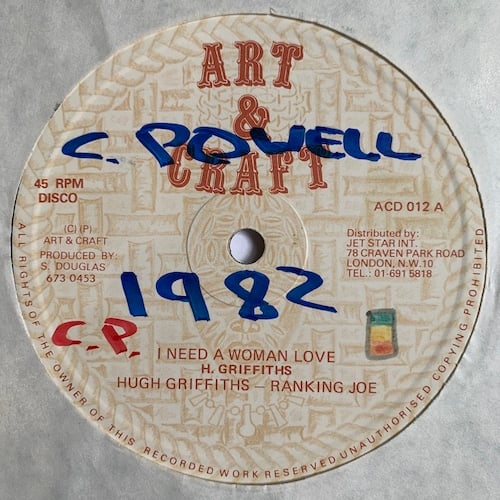 ART
&
C. POWELL
CRAFT
45 RPM
DISCO
ACD 012 A
(C) (P)
ART & CRAFT
PRODUCED BY:
S. DOUGLAS
673 0453
Distributed by:
JET STAR INT.
78 CRAVEN PARK ROAD
LONDON, N.W.10
TEL.: 01-691 5818
1982
C.P.
I NEED A WOMAN LOVE
H. GRIFFITHS
HUGH GRIFFITHS – RANKING JOE
ALL RIGHTS OF THE OWNER OF THIS RECORDED WORK RESERVED UNAUTHORISED COPYING PROHIBITED